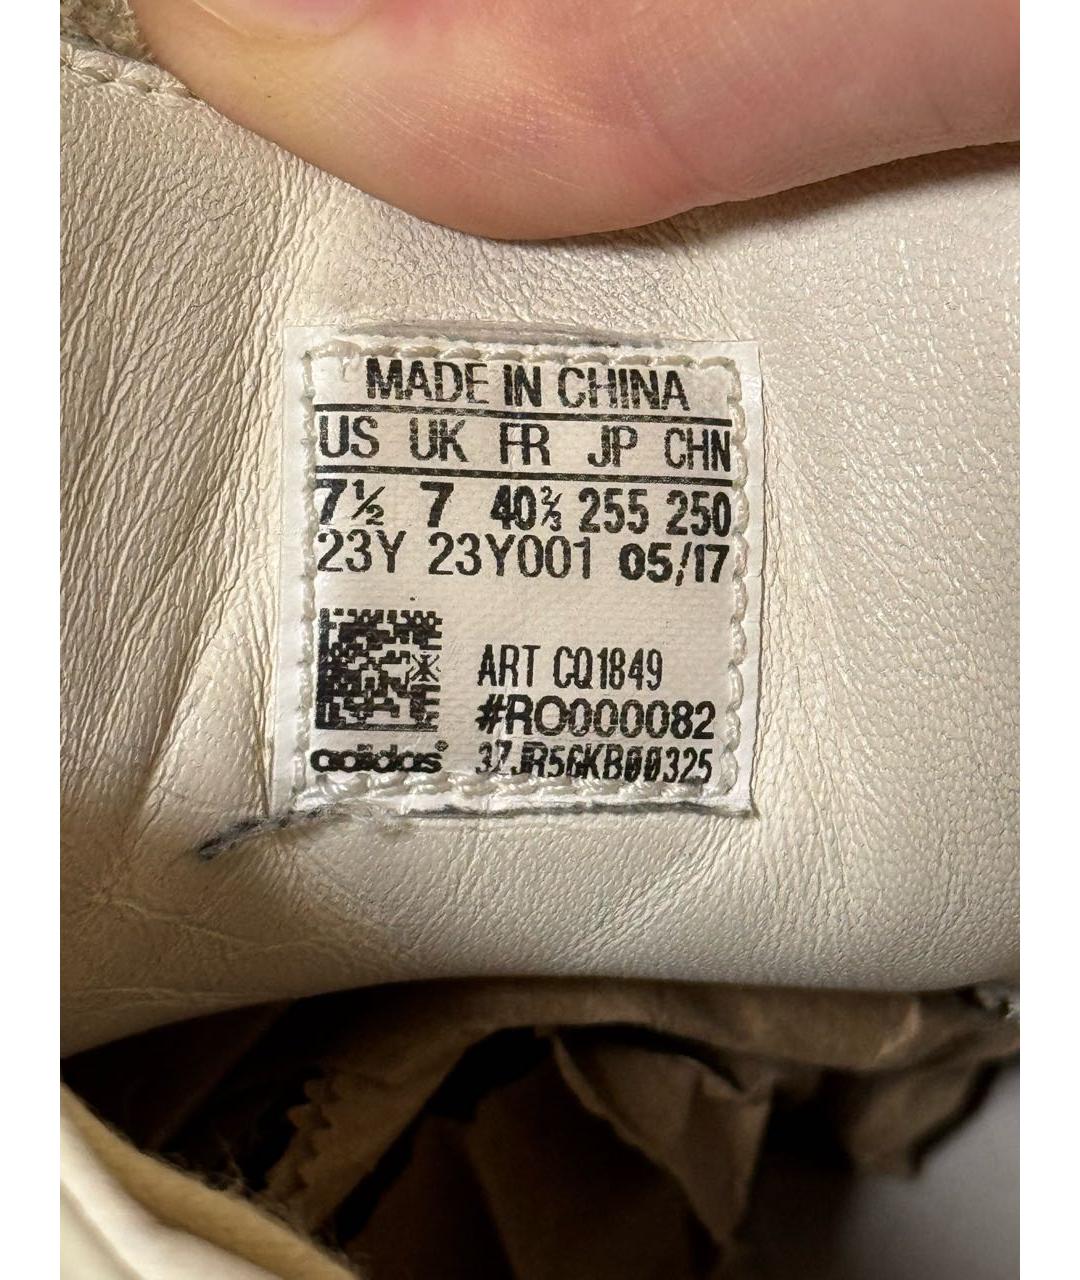 MADE IN CHINA
US UK FR JP CHN
7½ 7 40⅔ 255 250
23Y 23Y001 05/17
ART CQ1849
#RO000082
adidas® 37JR56KB00325